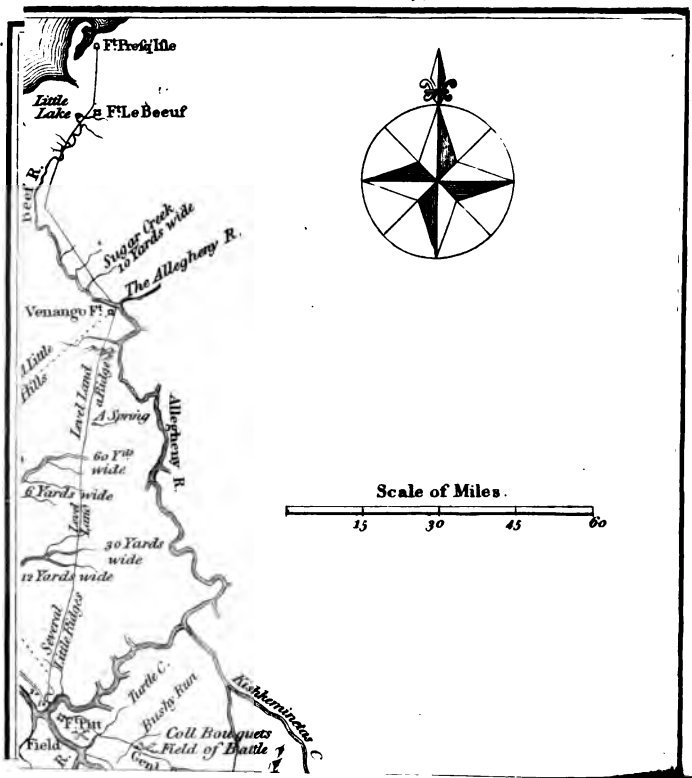 Ft. Presq'Isle
Little
Lake
Ft. Le Boeuf
Beef R.
Sugar Creek
10 Yards wide
The Allegheny R.
Venango Ft.
A Little
Hills
Level Land
a Ridge
A Spring
Allegheny R.
60 Yds.
wide
6 Yards wide
Level
Land
30 Yards
wide
12 Yards wide
Several
Little Ridges
Turtle C.
Bushy Run
Kishkeminetas C.
Ft. Pitt
Coll Bouquets
Field of Battle
Field
R.
Genl
Scale of Miles.
15 30 45 60